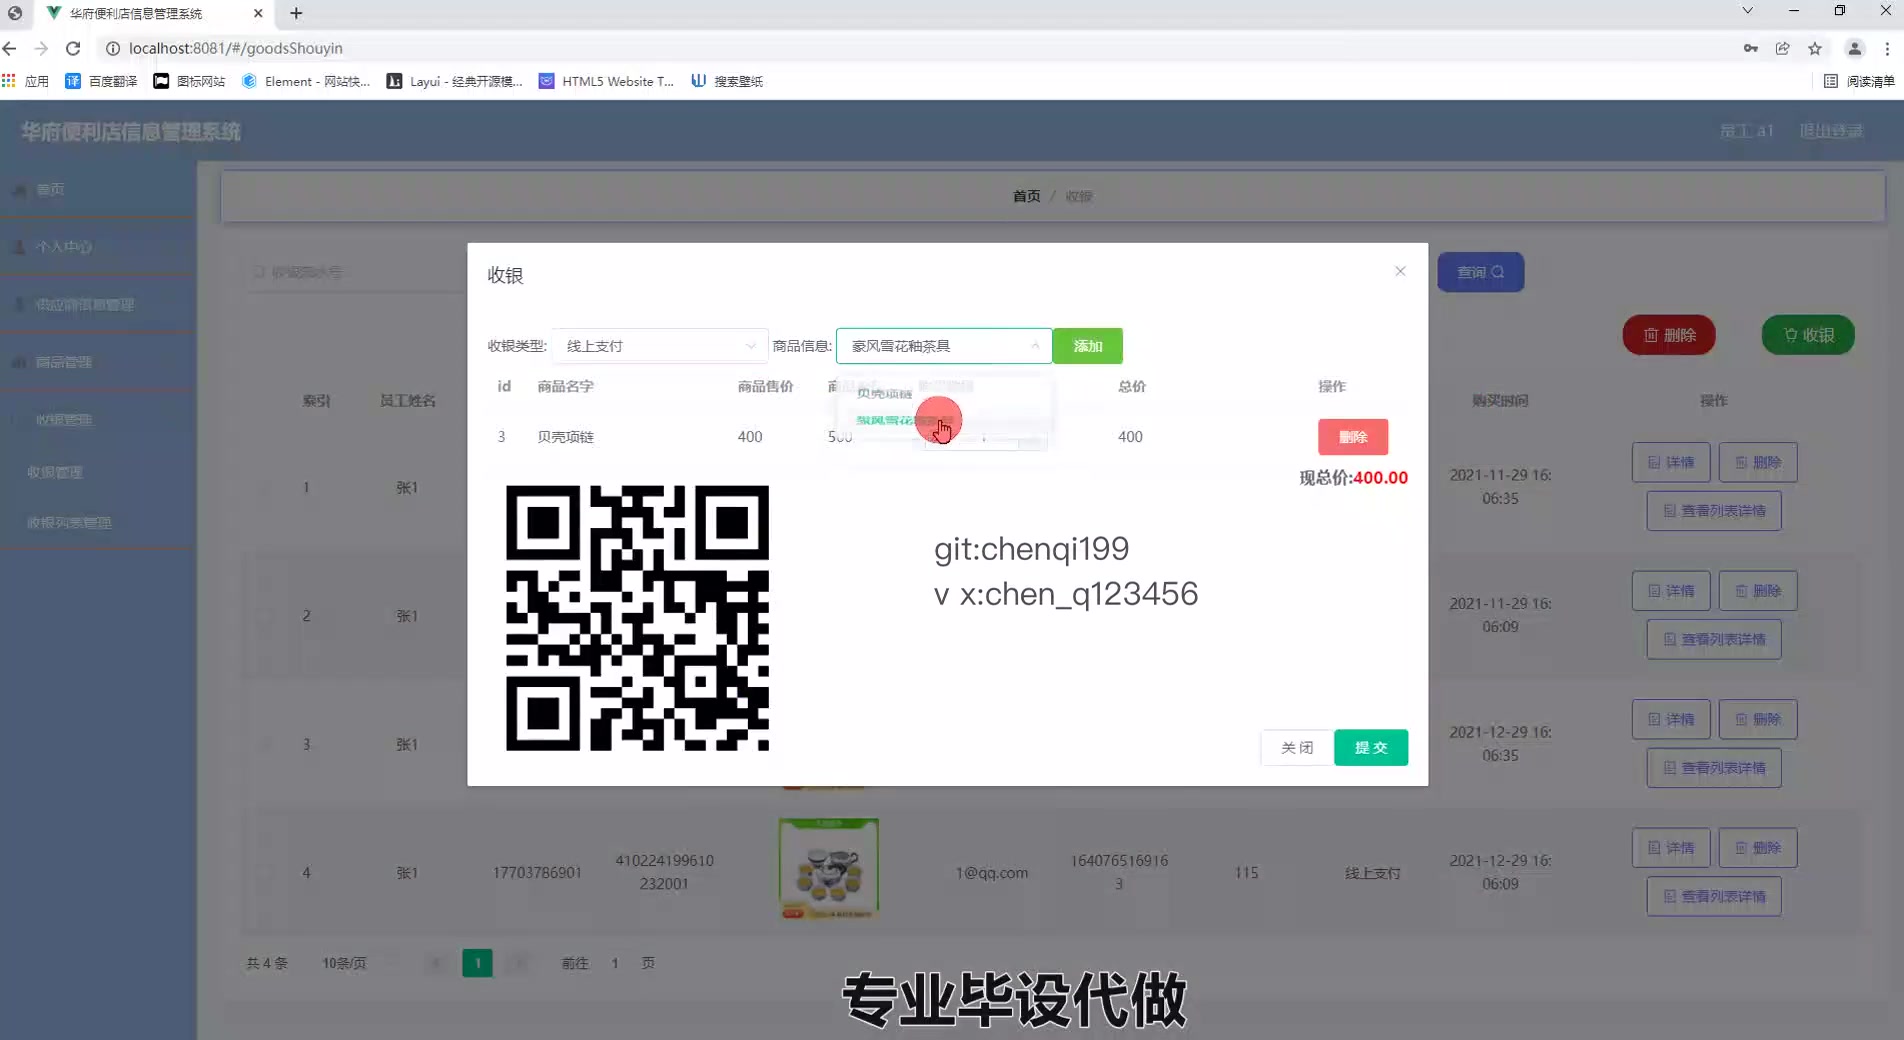 华府便利店信息管理系统
localhost:8081/#/goodsShouyin
应用 百度翻译 图标网站 Element - 网站快... Layui - 经典开源模... HTML5 Website T... 搜索壁纸 阅读清单
华府便利店信息管理系统 员工 a1 退出登录
首页
个人中心
供应商信息管理
商品管理
收银管理
收银管理
收银列表管理
首页 / 收银
收银流水号 查询
删除 收银
索引 员工姓名 购买时间 操作
1 张1 2021-11-29 16:
06:35
详情 删除
查看列表详情
2 张1 2021-11-29 16:
06:09
详情 删除
查看列表详情
3 张1 2021-12-29 16:
06:35
详情 删除
查看列表详情
4 张1 17703786901 410224199610
232001
1@qq.com 164076516916
3
115 线上支付 2021-12-29 16:
06:09
详情 删除
查看列表详情
共 4 条 10条/页 1 前往 1 页
收银
收银类型: 线上支付 商品信息: 豪风雪花釉茶具 添加
id 商品名字 商品售价 总价 操作
贝壳项链
3 贝壳项链 400 500 400 删除
现总价:400.00
git:chenqi199
v x:chen_q123456
关闭 提交
专业毕设代做